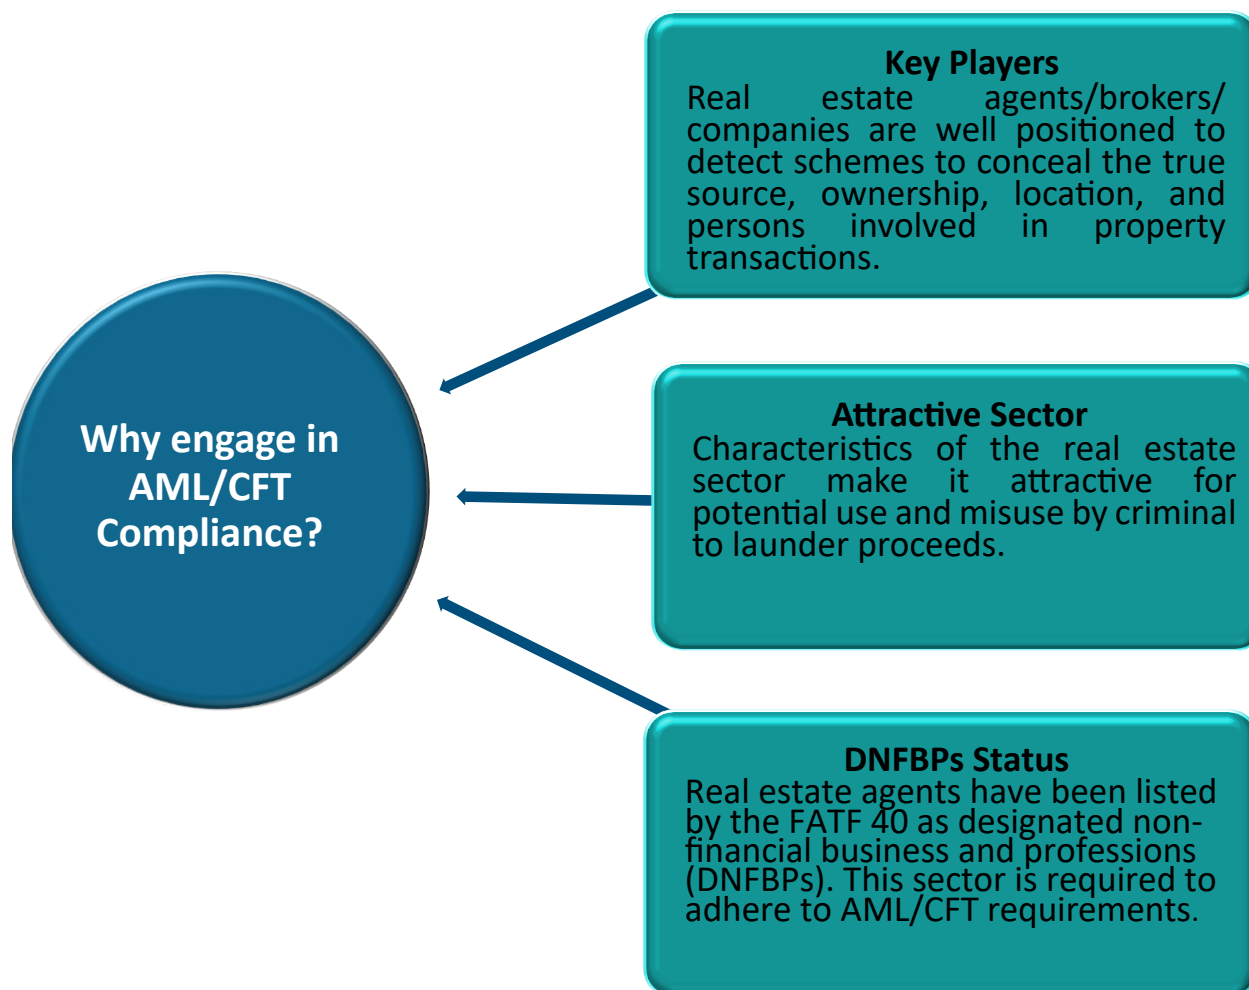 Key Players
Real estate agents/brokers/
companies are well positioned to
detect schemes to conceal the true
source, ownership, location, and
persons involved in property
transactions.
Why engage in
AML/CFT
Compliance?
Attractive Sector
Characteristics of the real estate
sector make it attractive for
potential use and misuse by criminal
to launder proceeds.
DNFBPs Status
Real estate agents have been listed
by the FATF 40 as designated non-
financial business and professions
(DNFBPs). This sector is required to
adhere to AML/CFT requirements.